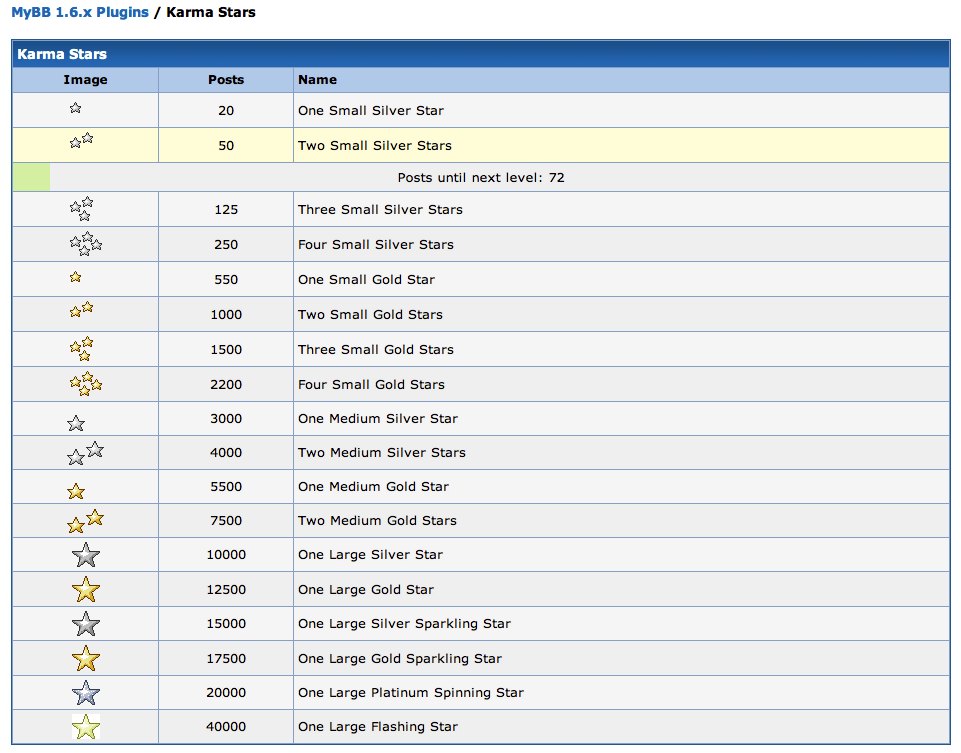 MyBB 1.6.x Plugins / Karma Stars
Karma Stars
Image Posts Name
20 One Small Silver Star
50 Two Small Silver Stars
Posts until next level: 72
125 Three Small Silver Stars
250 Four Small Silver Stars
550 One Small Gold Star
1000 Two Small Gold Stars
1500 Three Small Gold Stars
2200 Four Small Gold Stars
3000 One Medium Silver Star
4000 Two Medium Silver Stars
5500 One Medium Gold Star
7500 Two Medium Gold Stars
10000 One Large Silver Star
12500 One Large Gold Star
15000 One Large Silver Sparkling Star
17500 One Large Gold Sparkling Star
20000 One Large Platinum Spinning Star
40000 One Large Flashing Star